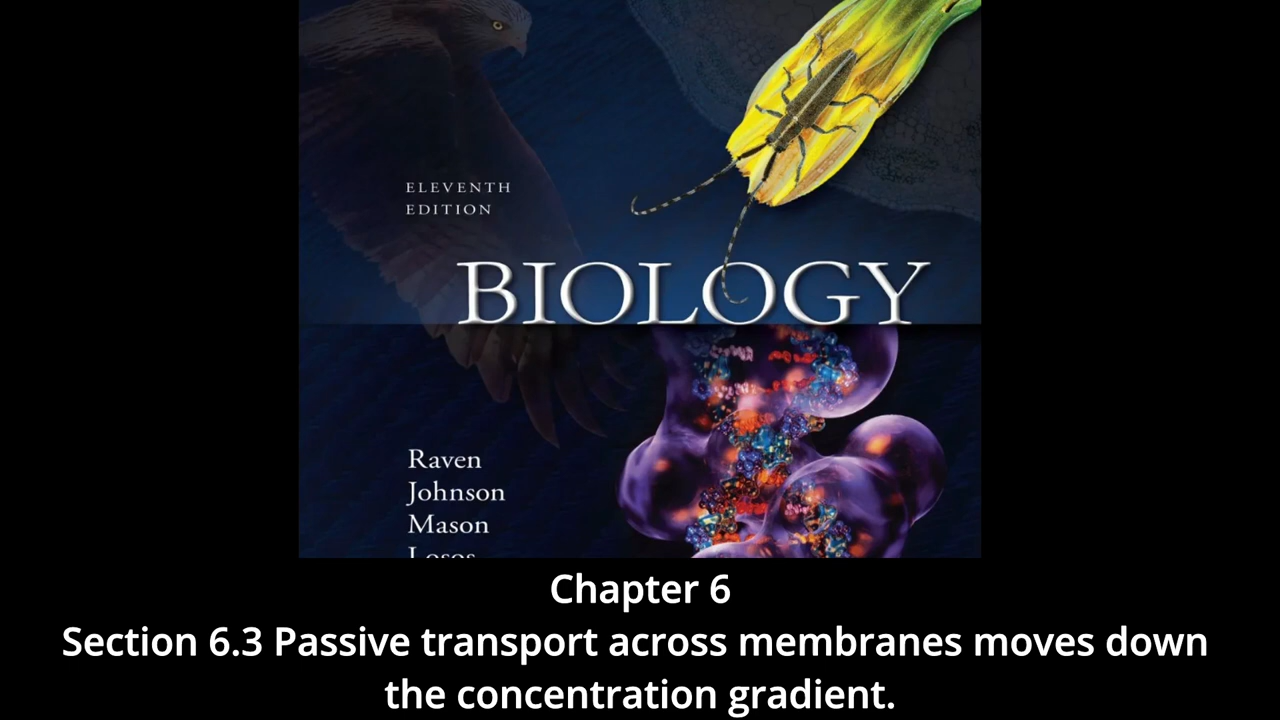 ELEVENTH
EDITION
BIOLOGY
Raven
Johnson
Mason
Losos
Chapter 6
Section 6.3 Passive transport across membranes moves down
the concentration gradient.